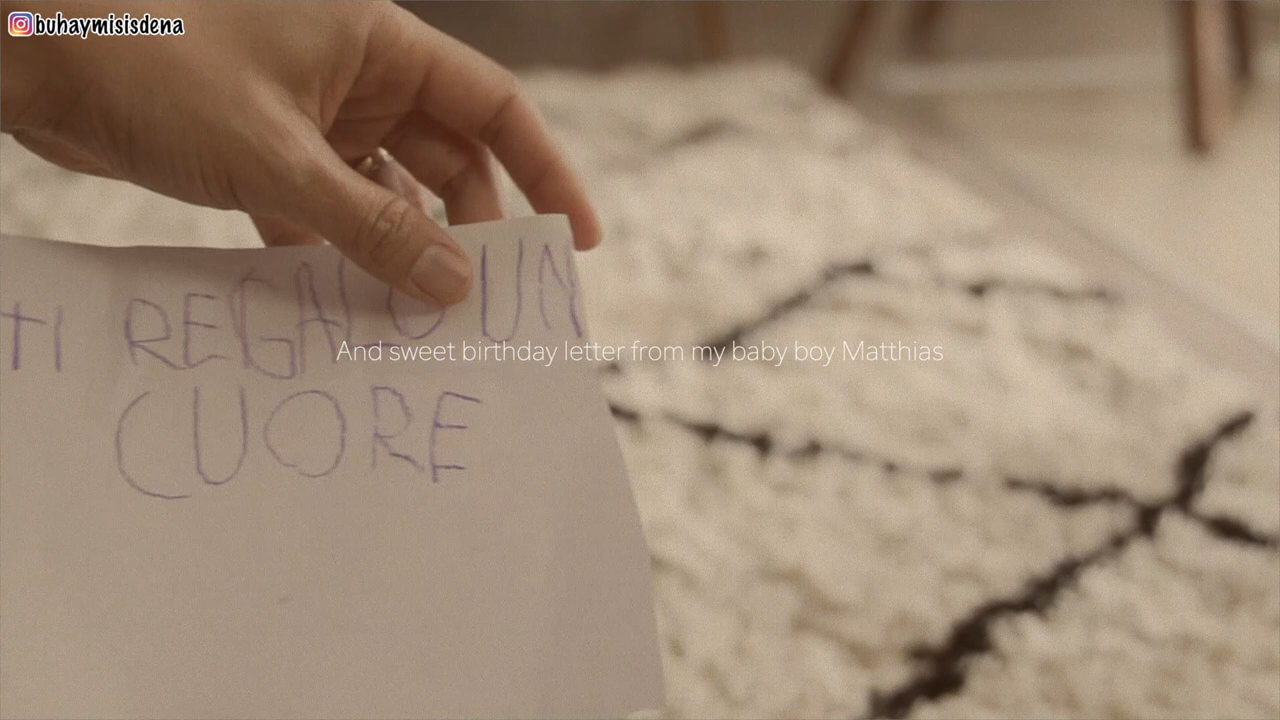 buhaymisisdena
TI REGALO UN
And sweet birthday letter from my baby boy Matthias
CUORE